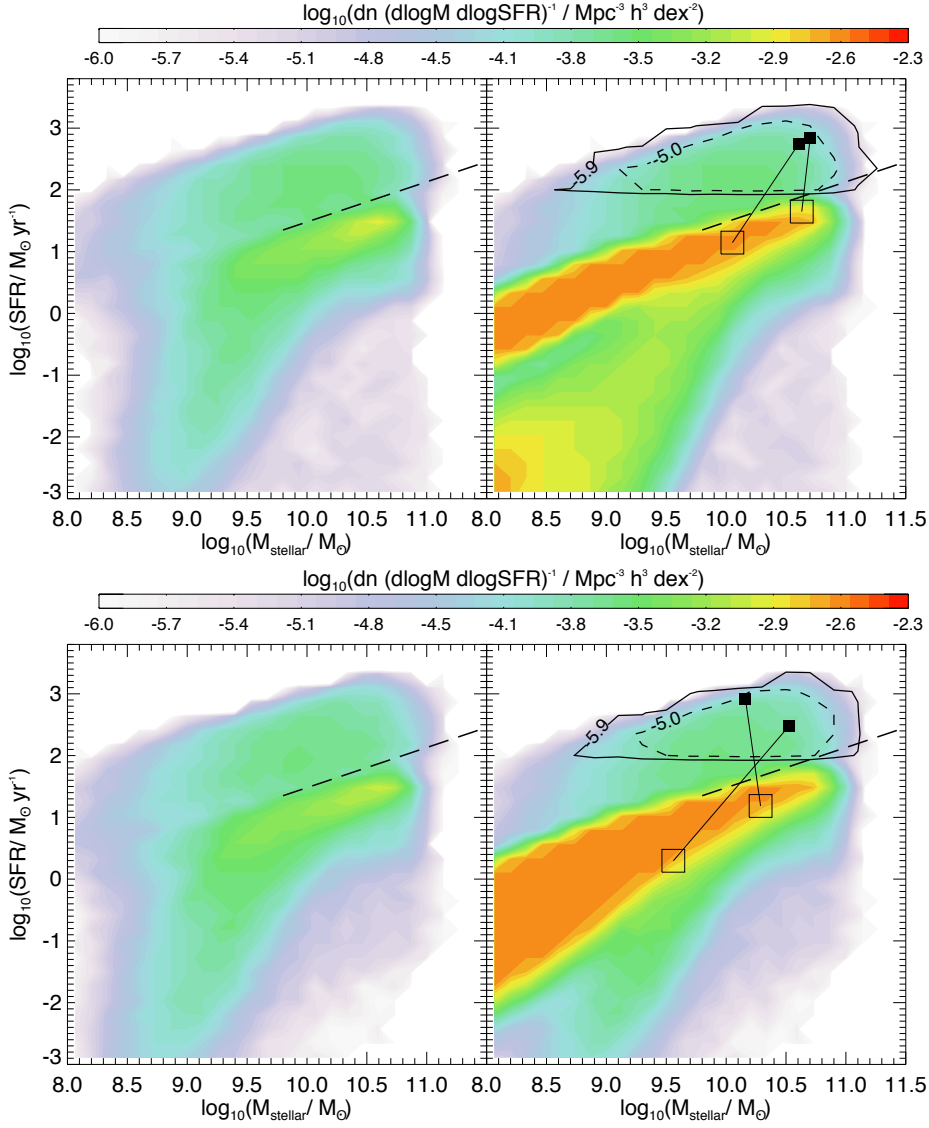 log₁₀(dn (dlogM dlogSFR)⁻¹ / Mpc⁻³ h³ dex⁻²)
-6.0 -5.7 -5.4 -5.1 -4.8 -4.5 -4.1 -3.8 -3.5 -3.2 -2.9 -2.6 -2.3
3
2
1
0
-1
-2
-3
log₁₀(SFR/ M☉ yr⁻¹)
-5.9
-5.0
8.0 8.5 9.0 9.5 10.0 10.5 11.0 8.0 8.5 9.0 9.5 10.0 10.5 11.0 11.5
log₁₀(Mstellar/ M☉) log₁₀(Mstellar/ M☉)
log₁₀(dn (dlogM dlogSFR)⁻¹ / Mpc⁻³ h³ dex⁻²)
-6.0 -5.7 -5.4 -5.1 -4.8 -4.5 -4.1 -3.8 -3.5 -3.2 -2.9 -2.6 -2.3
3
2
1
0
-1
-2
-3
log₁₀(SFR/ M☉ yr⁻¹)
-5.9
-5.0
8.0 8.5 9.0 9.5 10.0 10.5 11.0 8.0 8.5 9.0 9.5 10.0 10.5 11.0 11.5
log₁₀(Mstellar/ M☉) log₁₀(Mstellar/ M☉)